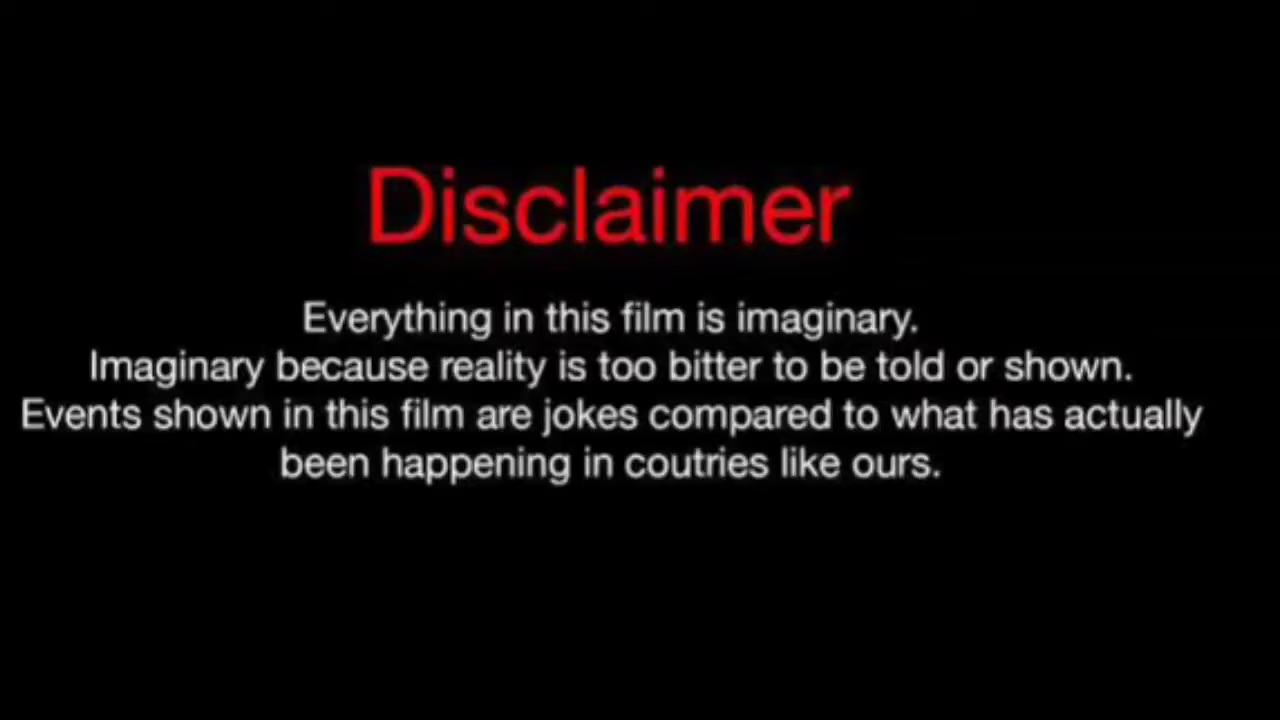 Disclaimer
Everything in this film is imaginary.
Imaginary because reality is too bitter to be told or shown.
Events shown in this film are jokes compared to what has actually
been happening in coutries like ours.